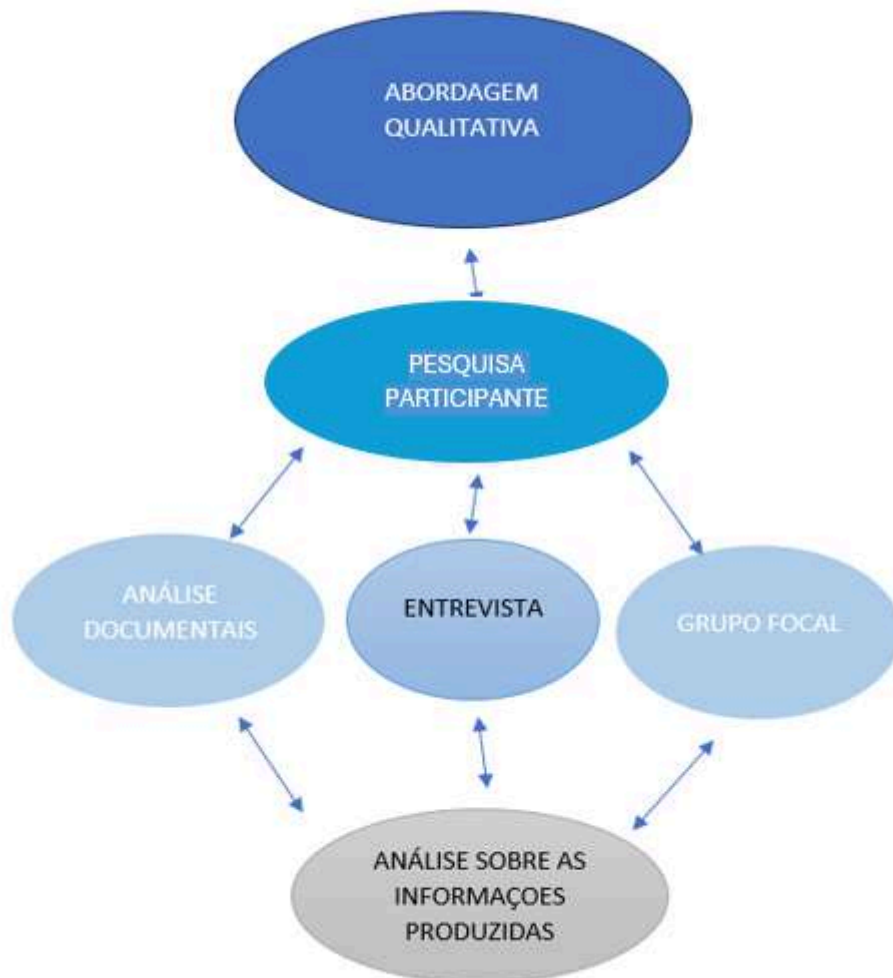 ABORDAGEM
QUALITATIVA
PESQUISA
PARTICIPANTE
ANÁLISE
DOCUMENTAIS
ENTREVISTA
GRUPO FOCAL
ANÁLISE SOBRE AS
INFORMAÇOES
PRODUZIDAS